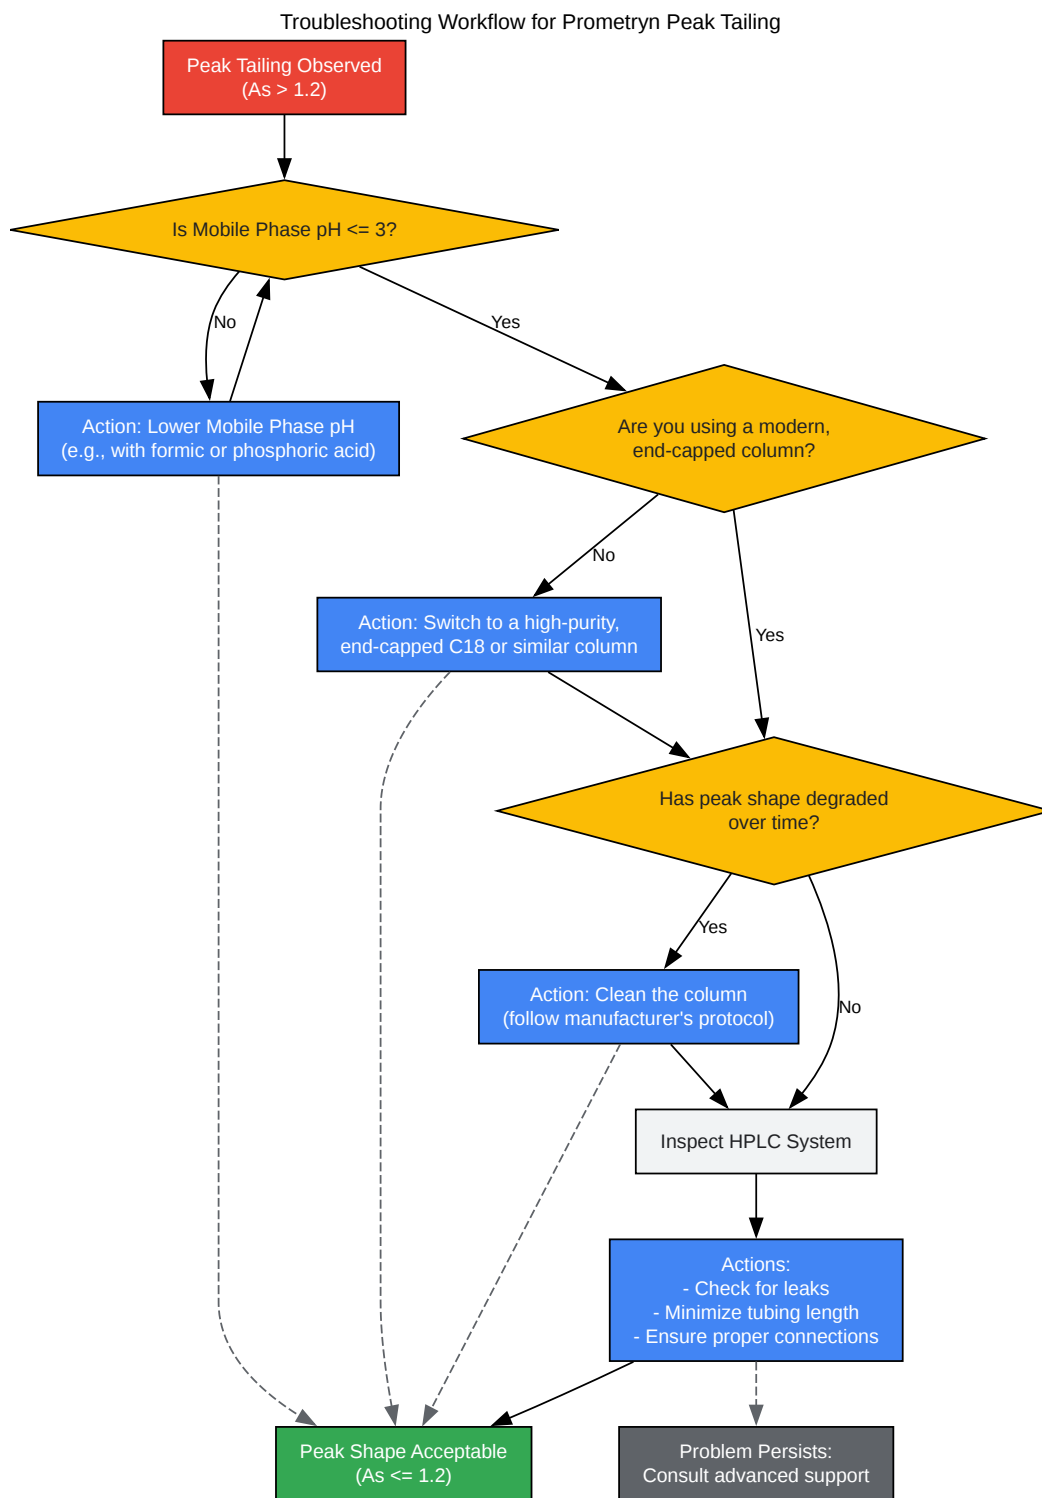 Troubleshooting Workflow for Prometryn Peak Tailing
Peak Tailing Observed
(As > 1.2)
Is Mobile Phase pH <= 3?
No
Yes
Action: Lower Mobile Phase pH
(e.g., with formic or phosphoric acid)
Are you using a modern,
end-capped column?
No
Yes
Action: Switch to a high-purity,
end-capped C18 or similar column
Has peak shape degraded
over time?
Yes
No
Action: Clean the column
(follow manufacturer's protocol)
Inspect HPLC System
Actions:
- Check for leaks
- Minimize tubing length
- Ensure proper connections
Peak Shape Acceptable
(As <= 1.2)
Problem Persists:
Consult advanced support